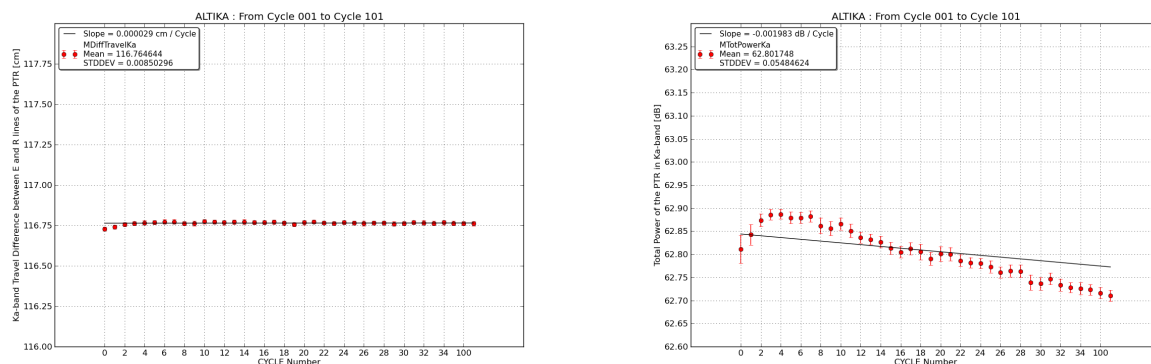 ALTIKA : From Cycle 001 to Cycle 101
Slope = 0.000029 cm / Cycle
MDiffTravelKa
Mean = 116.764644
STDDEV = 0.00850296
Ka-band Travel Difference between E and R lines of the PTR [cm]
117.75
117.50
117.25
117.00
116.75
116.50
116.25
116.00
0 2 4 6 8 10 12 14 16 18 20 22 24 26 28 30 32 34 100
CYCLE Number
ALTIKA : From Cycle 001 to Cycle 101
Slope = -0.001983 dB / Cycle
MTotPowerKa
Mean = 62.801748
STDDEV = 0.05484624
Total Power of the PTR in Ka-band [dB]
63.25
63.20
63.15
63.10
63.05
63.00
62.95
62.90
62.85
62.80
62.75
62.70
62.65
62.60
0 2 4 6 8 10 12 14 16 18 20 22 24 26 28 30 32 34 100
CYCLE Number